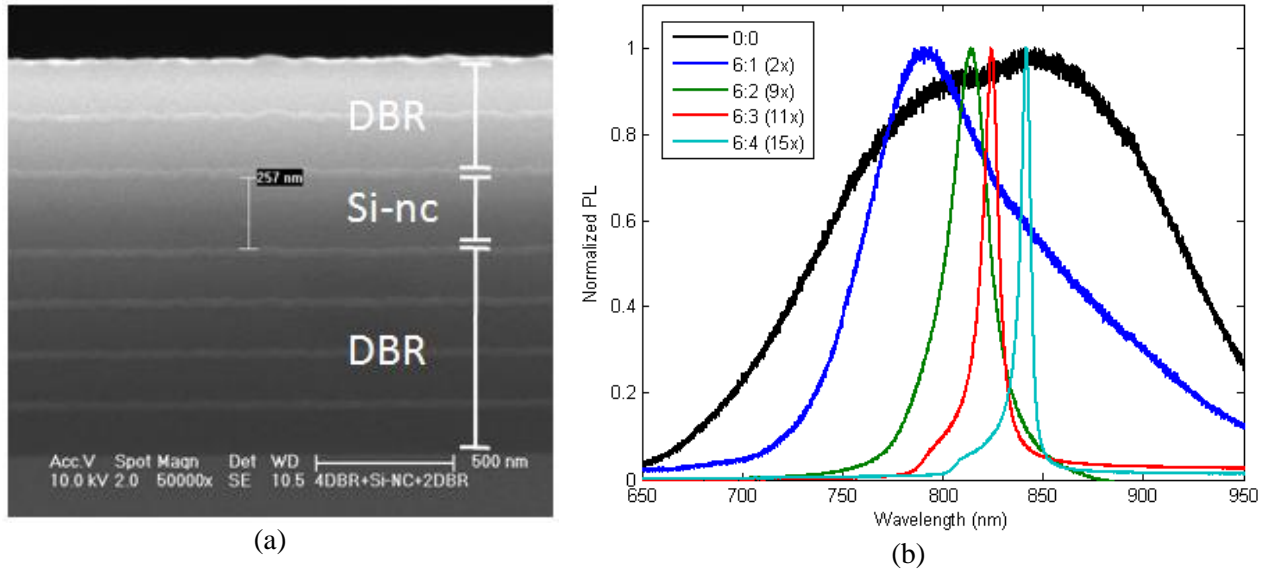 DBR
257 nm
Si-nc
DBR
Acc.V Spot Magn Det WD 500 nm
10.0 kV 2.0 50000x SE 10.5 4DBR+Si-NC+2DBR
(a)
0:0
6:1 (2x)
6:2 (9x)
6:3 (11x)
6:4 (15x)
Normalized PL
1
0.8
0.6
0.4
0.2
0
650 700 750 800 850 900 950
Wavelength (nm)
(b)